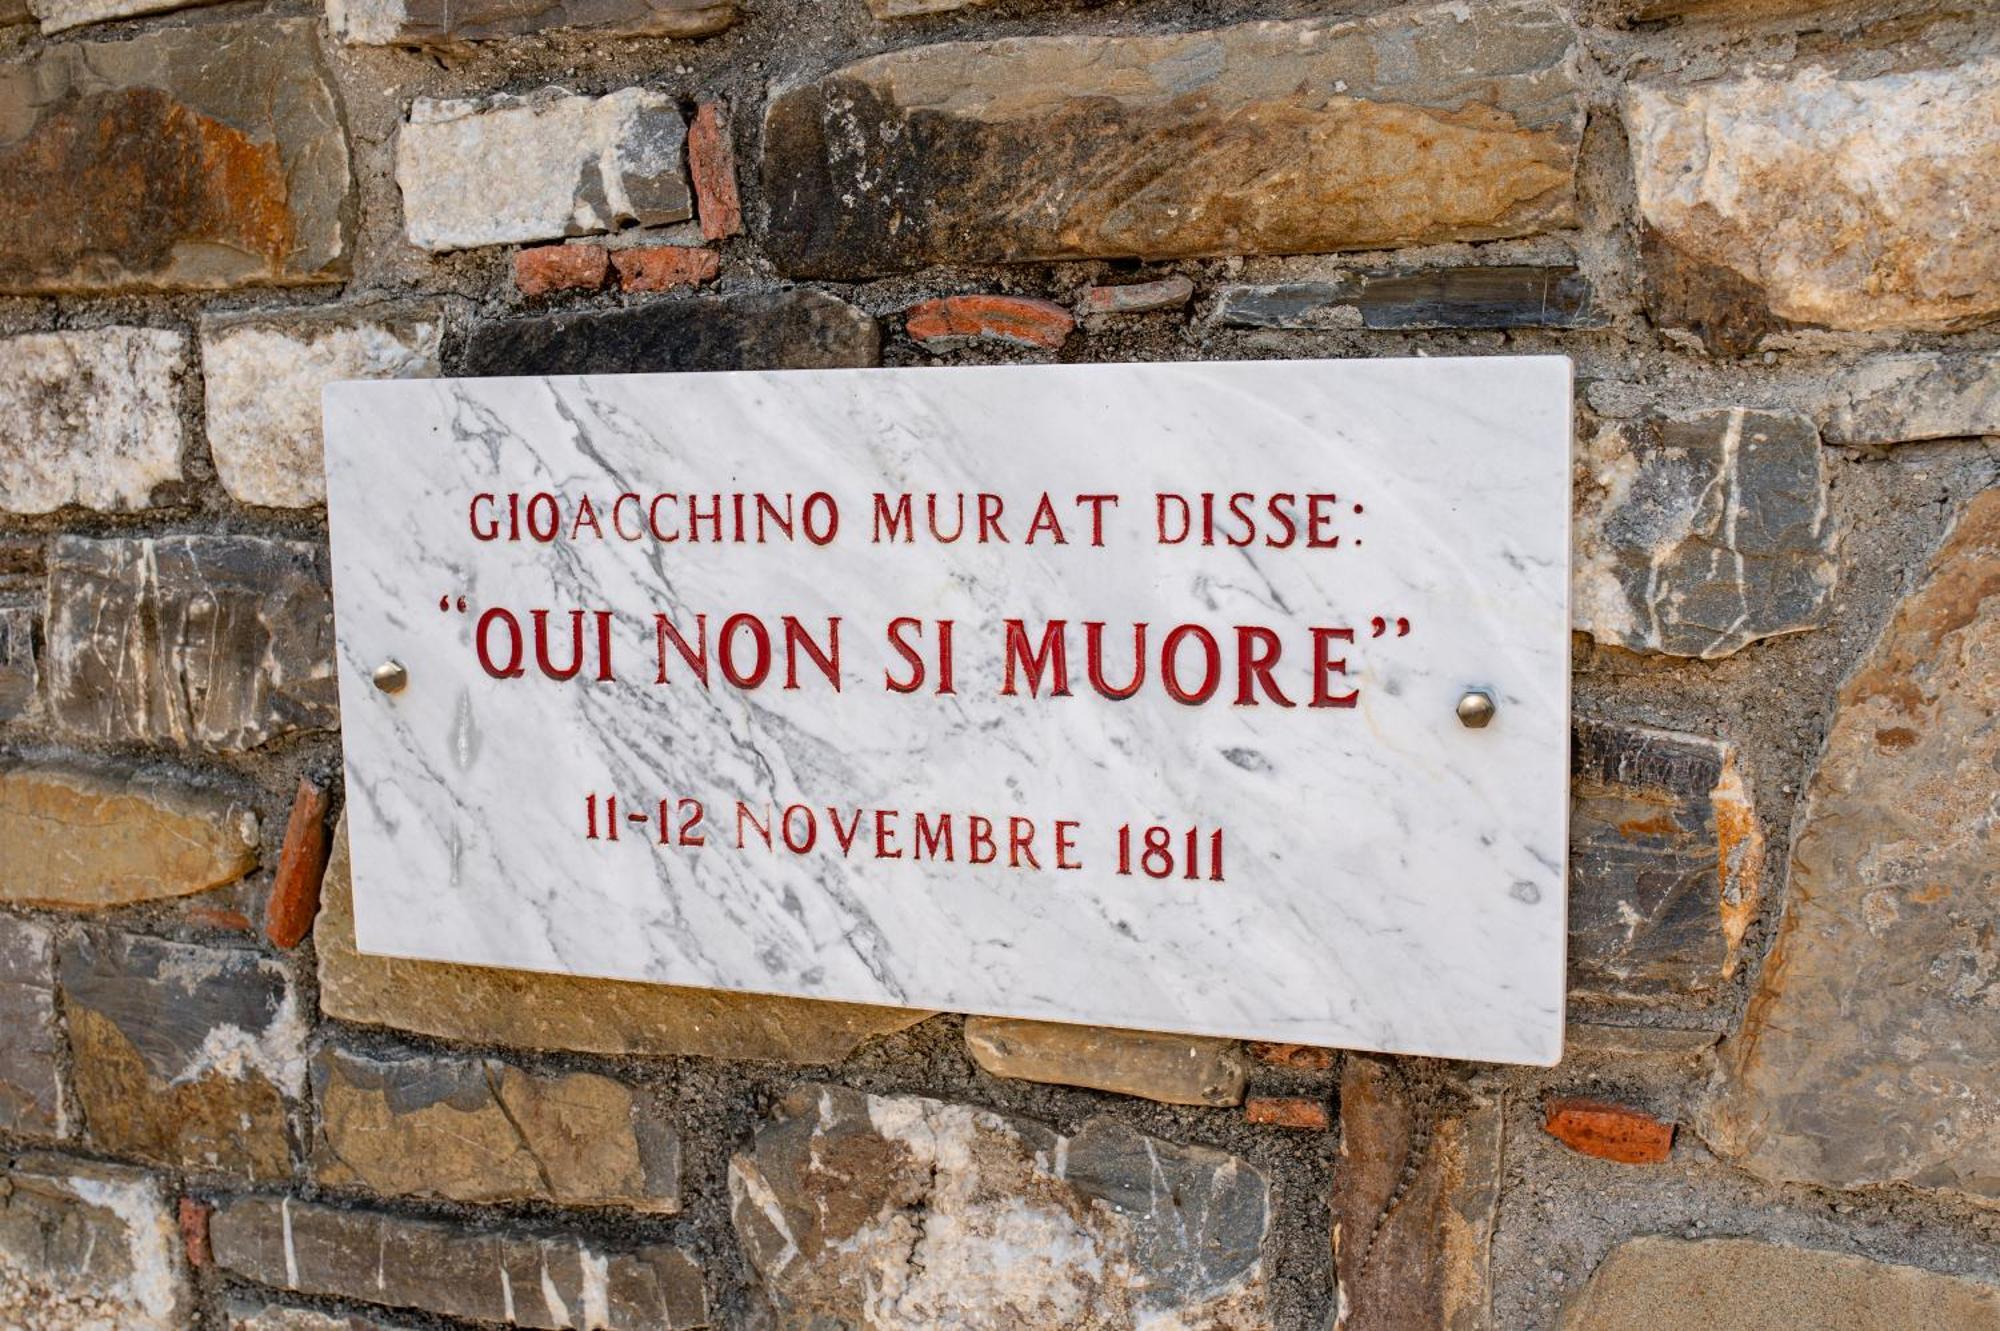 GIOACCHINO MURAT DISSE:
“QUI NON SI MUORE”
11-12 NOVEMBRE 1811